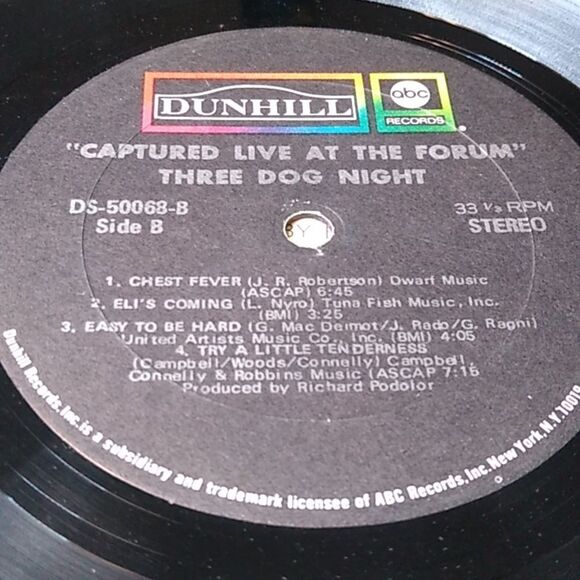 DUNHILL
abc
RECORDS
"CAPTURED LIVE AT THE FORUM"
THREE DOG NIGHT
DS-50068-B
Side B
33 ⅓ RPM
STEREO
1. CHEST FEVER (J. R. Robertson) Dwarf Music
(ASCAP) 6:45
2. ELI'S COMING (L. Nyro) Tuna Fish Music, Inc.
(BMI) 3:25
3. EASY TO BE HARD (G. Mac Dermot/J. Rado/G. Ragni)
United Artists Music Co., Inc. (BMI) 4:05
4. TRY A LITTLE TENDERNESS
(Campbell/Woods/Connelly) Campbell,
Connelly & Robbins Music (ASCAP 7:15
Produced by Richard Podolor
Dunhill Records, Inc. is a subsidiary and trademark licensee of ABC Records, Inc. New York, N.Y. 10019